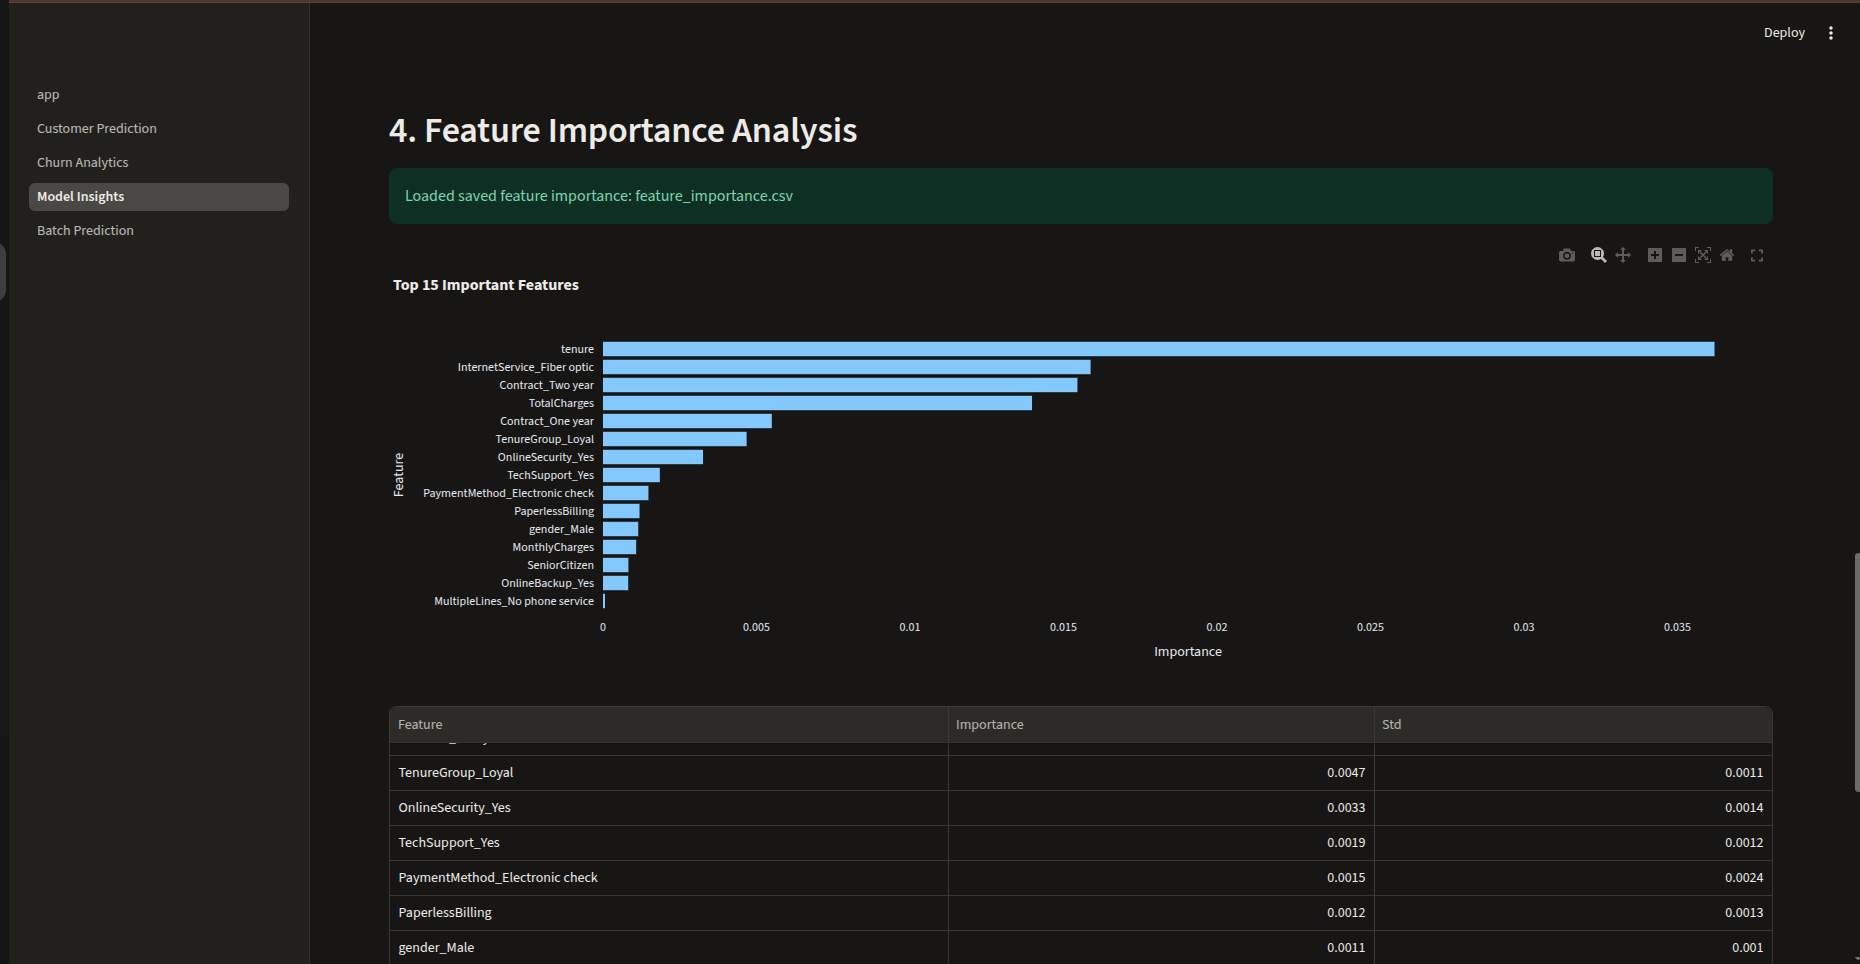 Deploy
app
Customer Prediction
Churn Analytics
Model Insights
Batch Prediction
4. Feature Importance Analysis
Loaded saved feature importance: feature_importance.csv
Top 15 Important Features
Feature
tenure
InternetService_Fiber optic
Contract_Two year
TotalCharges
Contract_One year
TenureGroup_Loyal
OnlineSecurity_Yes
TechSupport_Yes
PaymentMethod_Electronic check
PaperlessBilling
gender_Male
MonthlyCharges
SeniorCitizen
OnlineBackup_Yes
MultipleLines_No phone service
0 0.005 0.01 0.015 0.02 0.025 0.03 0.035
Importance
Feature Importance Std
TenureGroup_Loyal 0.0047 0.0011
OnlineSecurity_Yes 0.0033 0.0014
TechSupport_Yes 0.0019 0.0012
PaymentMethod_Electronic check 0.0015 0.0024
PaperlessBilling 0.0012 0.0013
gender_Male 0.0011 0.001